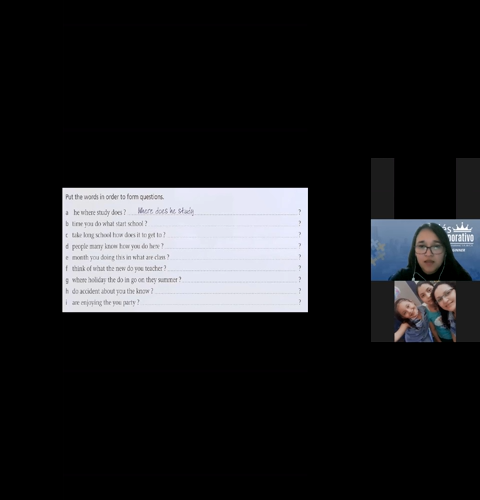 Put the words in order to form questions.
a he where study does ? Where does he study ?
b time you do what start school ? ?
c take long school how does it to get to ? ?
d people many know how you do here ? ?
e month you doing this in what are class ? ?
f think of what the new do you teacher ? ?
g where holiday the do in go on they summer ? ?
h do accident about you the know ? ?
i are enjoying the you party ? ?